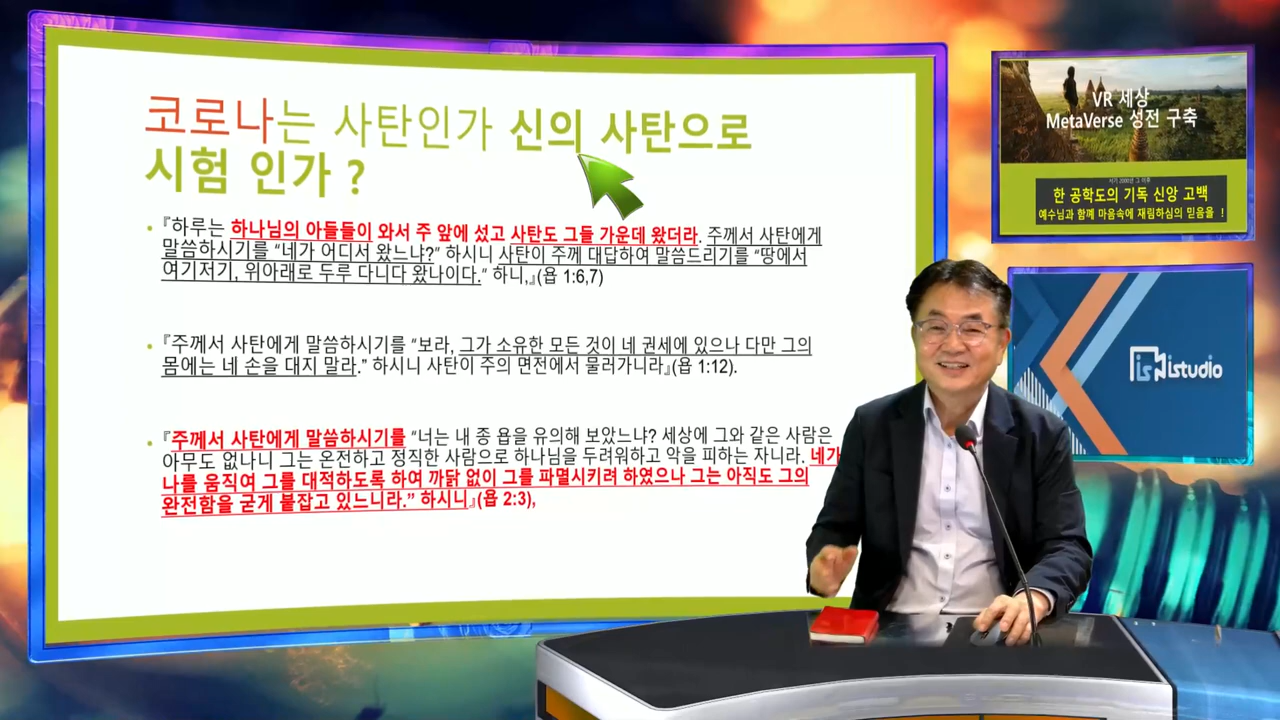 코로나는 사탄인가 신의 사탄으로
시험 인가 ?
• 『하루는 하나님의 아들들이 와서 주 앞에 섰고 사탄도 그들 가운데 왔더라. 주께서 사탄에게
말씀하시기를 “네가 어디서 왔느냐?” 하시니 사탄이 주께 대답하여 말씀드리기를 “땅에서
여기저기, 위아래로 두루 다니다 왔나이다.” 하니,』(욥 1:6,7)
• 『주께서 사탄에게 말씀하시기를 “보라, 그가 소유한 모든 것이 네 권세에 있으나 다만 그의
몸에는 네 손을 대지 말라.” 하시니 사탄이 주의 면전에서 물러가니라』(욥 1:12).
• 『주께서 사탄에게 말씀하시기를 “너는 내 종 욥을 유의해 보았느냐? 세상에 그와 같은 사람은
아무도 없나니 그는 온전하고 정직한 사람으로 하나님을 두려워하고 악을 피하는 자니라. 네가
나를 움직여 그를 대적하도록 하여 까닭 없이 그를 파멸시키려 하였으나 그는 아직도 그의
완전함을 굳게 붙잡고 있느니라.” 하시니』(욥 2:3),
VR 세상
MetaVerse 성전 구축
서기 2000년 그 이후
한 공학도의 기독 신앙 고백
예수님과 함께 마음속에 재림하심의 믿음을 !
is istudio